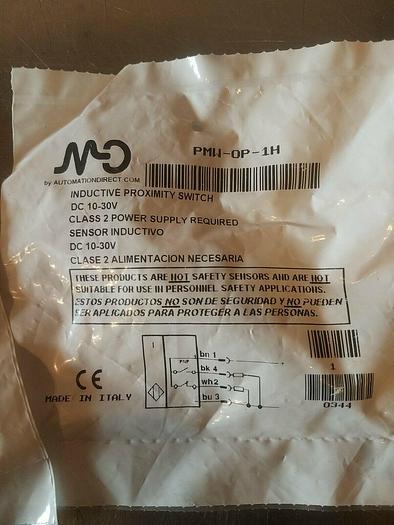 PMW-0P-1H
MD
by AUTOMATIONDIRECT.COM
INDUCTIVE PROXIMITY SWITCH
DC 10-30V
CLASS 2 POWER SUPPLY REQUIRED
SENSOR INDUCTIVO
DC 10-30V
CLASE 2 ALIMENTACION NECESARIA
THESE PRODUCTS ARE NOT SAFETY SENSORS AND ARE NOT
SUITABLE FOR USE IN PERSONNEL SAFETY APPLICATIONS.
ESTOS PRODUCTOS NO SON DE SEGURIDAD Y NO PUEDEN
SER APLICADOS PARA PROTEGER A LAS PERSONAS.
I
PNP
bn 1
+
bk 4
wh 2
bu 3
-
1
0344
CE
MADE IN ITALY